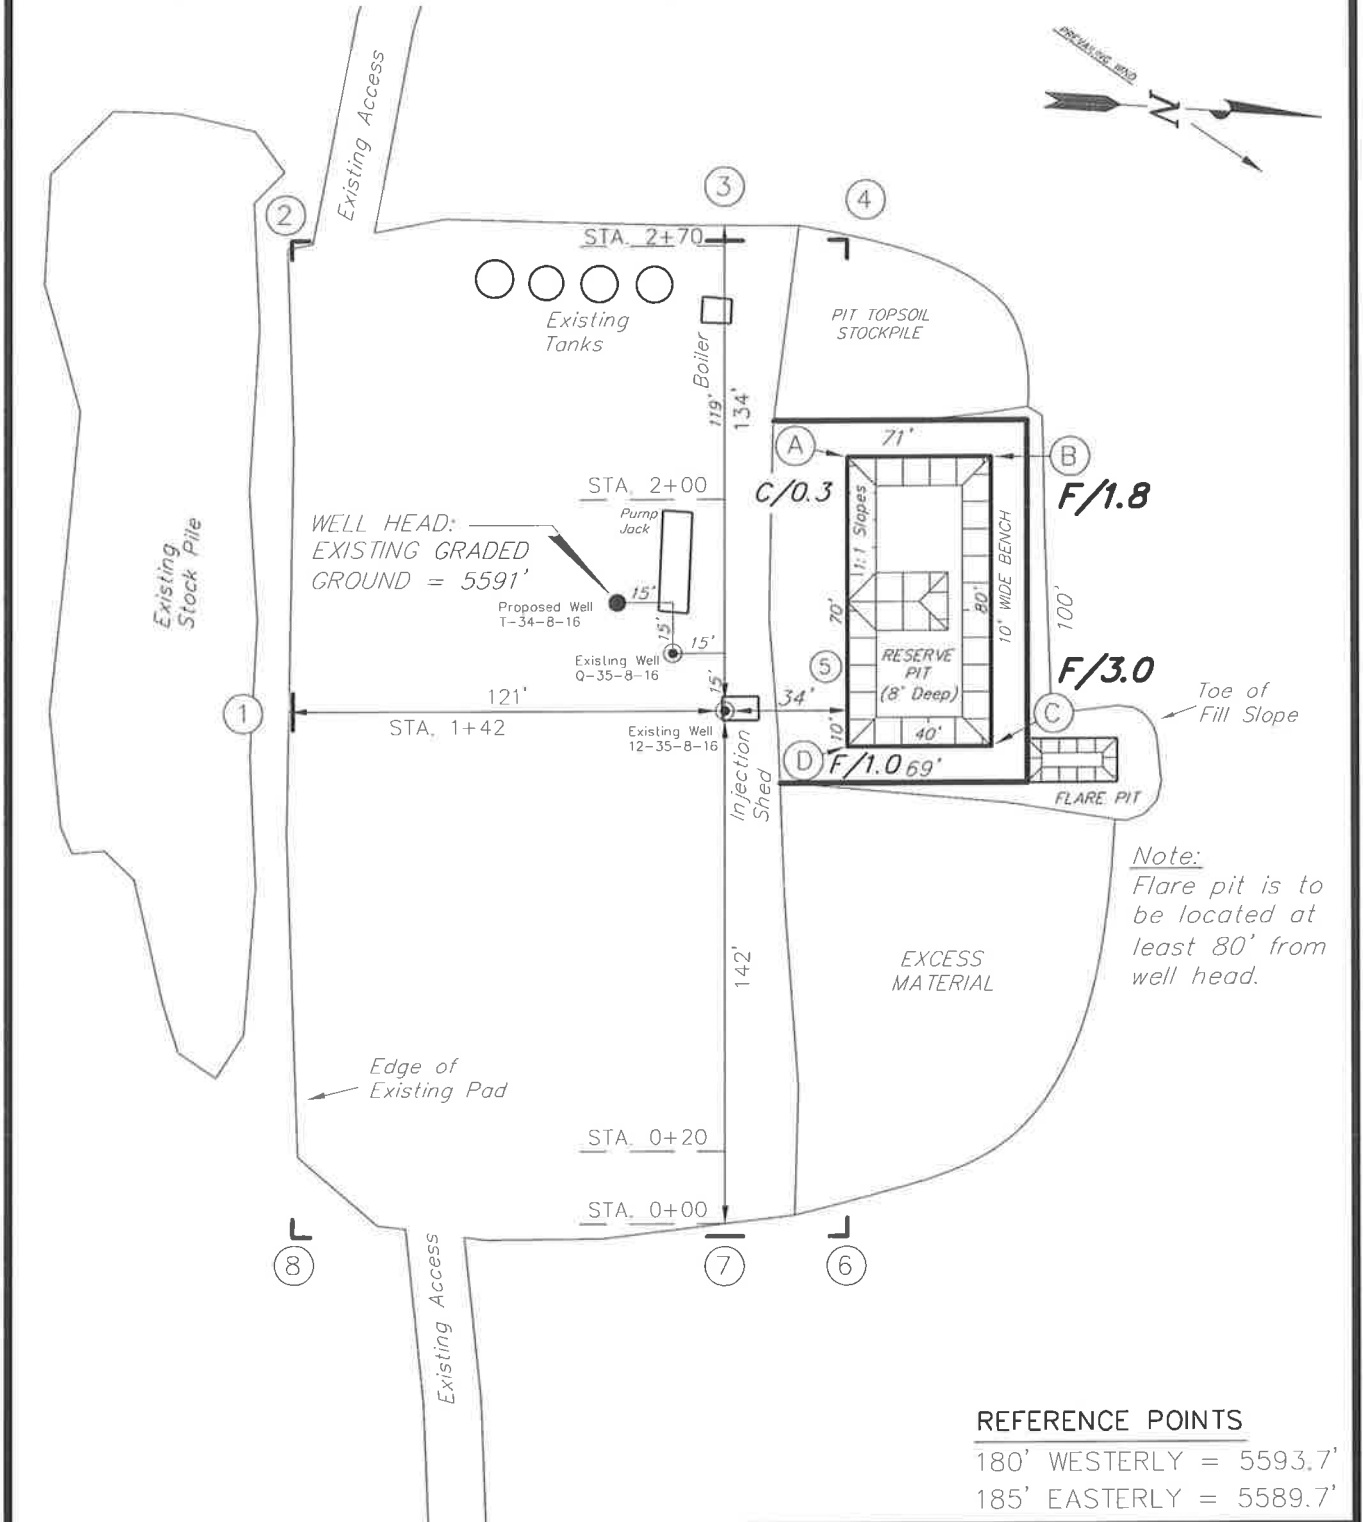 PREVAILING WIND
N
Existing Access
2
3
4
STA. 2+70
Existing
Tanks
PIT TOPSOIL
STOCKPILE
Boiler
119'
134'
71'
A
B
C/0.3
F/1.8
STA. 2+00
Pump
Jack
1:1 Slopes
10' WIDE BENCH
WELL HEAD:
EXISTING GRADED
GROUND = 5591'
Existing
Stock Pile
Proposed Well
T-34-8-16
15'
15'
15'
15'
70'
80'
100'
Existing Well
Q-35-8-16
RESERVE
PIT
(8' Deep)
5
F/3.0
1
121'
STA. 1+42
34'
10'
40'
C
Toe of
Fill Slope
Existing Well
12-35-8-16
Injection
Shed
D
F/1.0
69'
FLARE PIT
Note:
Flare pit is to
be located at
least 80' from
well head.
142'
EXCESS
MATERIAL
Edge of
Existing Pad
STA. 0+20
STA. 0+00
8
7
6
Existing Access
REFERENCE POINTS
180' WESTERLY = 5593.7'
185' EASTERLY = 5589.7'